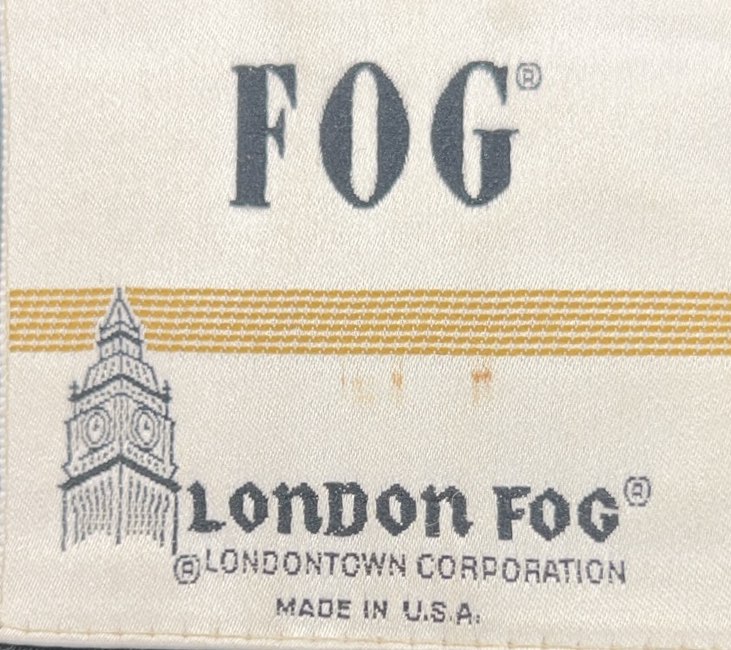 FOG®
LONDON FOG®
®LONDONTOWN CORPORATION
MADE IN U.S.A.